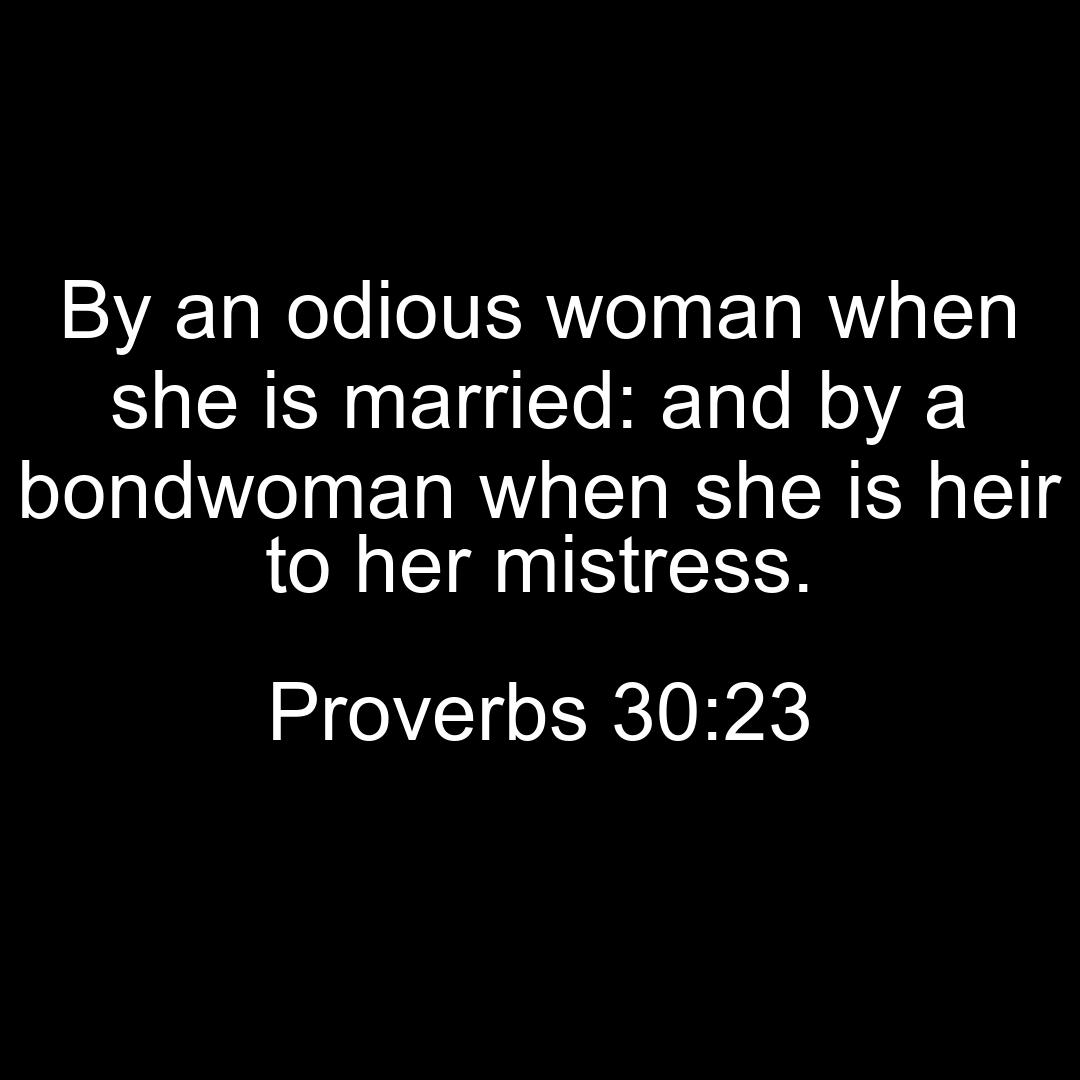 By an odious woman when
she is married: and by a
bondwoman when she is heir
to her mistress.
Proverbs 30:23